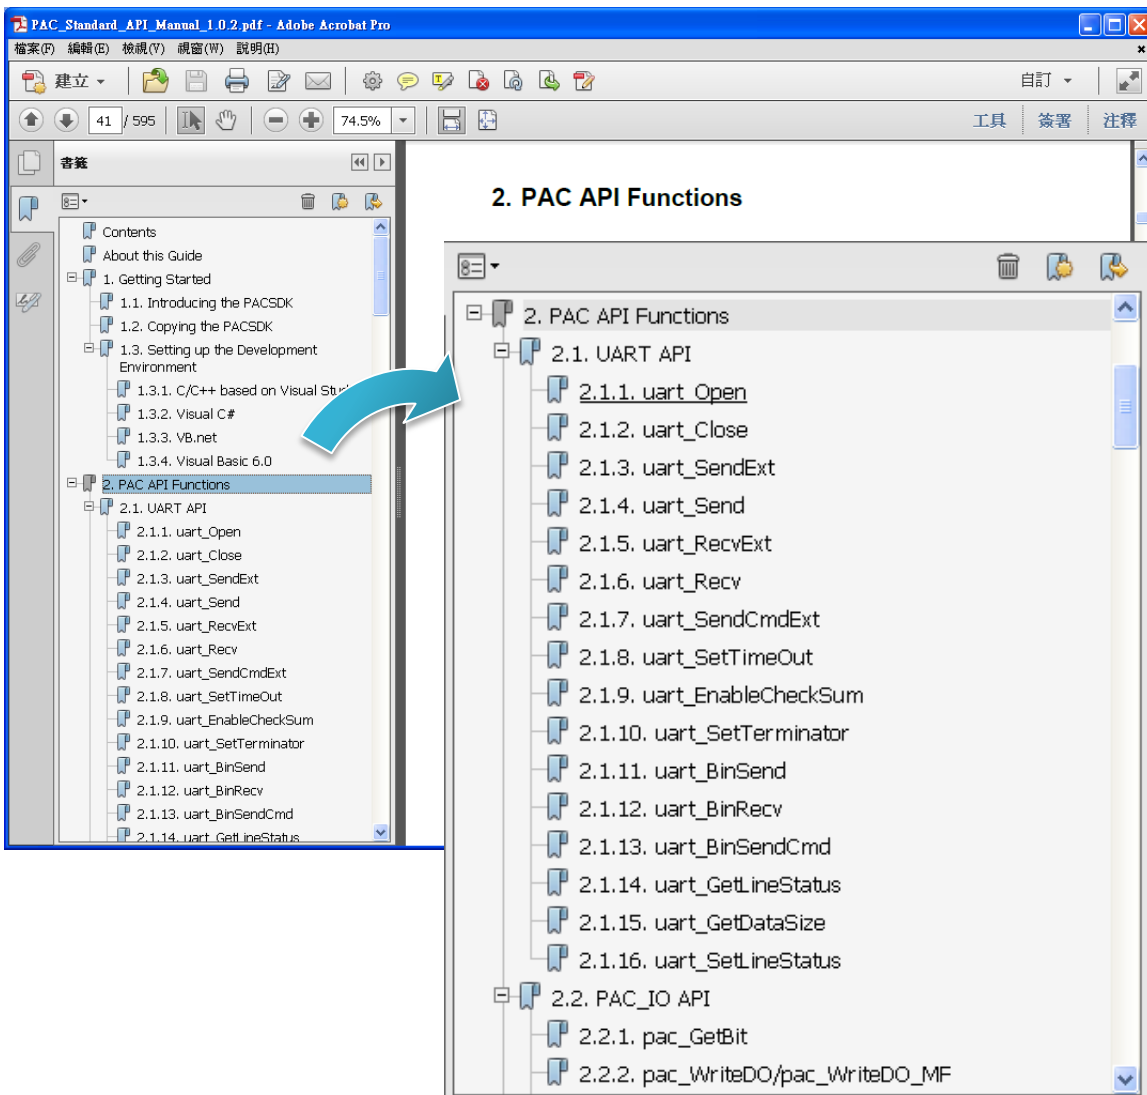 PAC_Standard_API_Manual_1.0.2.pdf - Adobe Acrobat Pro
檔案(F) 編輯(E) 檢視(V) 視窗(W) 說明(H)
建立 自訂
41 / 595 74.5% 工具 簽署 注釋
書籤
Contents
About this Guide
1. Getting Started
1.1. Introducing the PACSDK
1.2. Copying the PACSDK
1.3. Setting up the Development
Environment
1.3.1. C/C++ based on Visual Stu
1.3.2. Visual C#
1.3.3. VB.net
1.3.4. Visual Basic 6.0
2. PAC API Functions
2.1. UART API
2.1.1. uart_Open
2.1.2. uart_Close
2.1.3. uart_SendExt
2.1.4. uart_Send
2.1.5. uart_RecvExt
2.1.6. uart_Recv
2.1.7. uart_SendCmdExt
2.1.8. uart_SetTimeOut
2.1.9. uart_EnableCheckSum
2.1.10. uart_SetTerminator
2.1.11. uart_BinSend
2.1.12. uart_BinRecv
2.1.13. uart_BinSendCmd
2.1.14. uart_GetLineStatus
2. PAC API Functions
2. PAC API Functions
2.1. UART API
2.1.1. uart_Open
2.1.2. uart_Close
2.1.3. uart_SendExt
2.1.4. uart_Send
2.1.5. uart_RecvExt
2.1.6. uart_Recv
2.1.7. uart_SendCmdExt
2.1.8. uart_SetTimeOut
2.1.9. uart_EnableCheckSum
2.1.10. uart_SetTerminator
2.1.11. uart_BinSend
2.1.12. uart_BinRecv
2.1.13. uart_BinSendCmd
2.1.14. uart_GetLineStatus
2.1.15. uart_GetDataSize
2.1.16. uart_SetLineStatus
2.2. PAC_IO API
2.2.1. pac_GetBit
2.2.2. pac_WriteDO/pac_WriteDO_MF